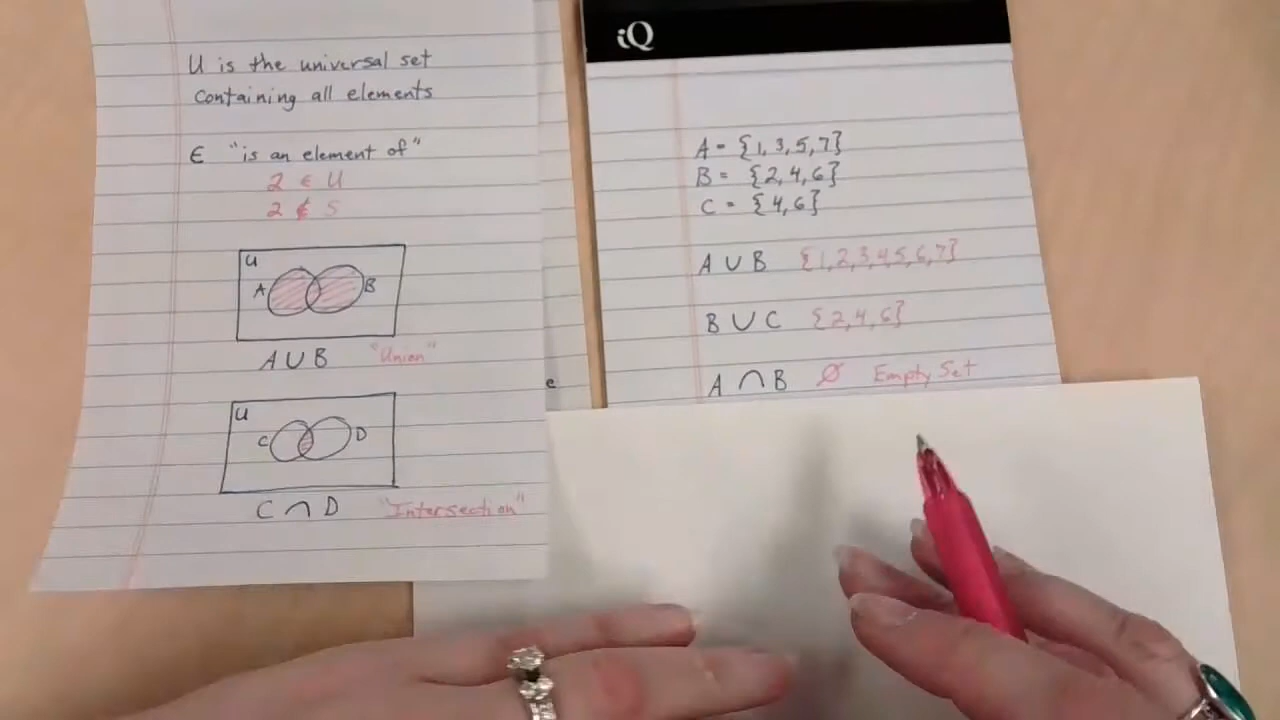 U is the universal set
containing all elements
∈ "is an element of"
2 ∈ U
2 ∉ S
U
A B
A ∪ B "Union"
U
C D
C ∩ D "Intersection"
e
iQ
A = {1, 3, 5, 7}
B = {2, 4, 6}
C = {4, 6}
A ∪ B {1, 2, 3, 4, 5, 6, 7}
B ∪ C {2, 4, 6}
A ∩ B ∅ Empty Set